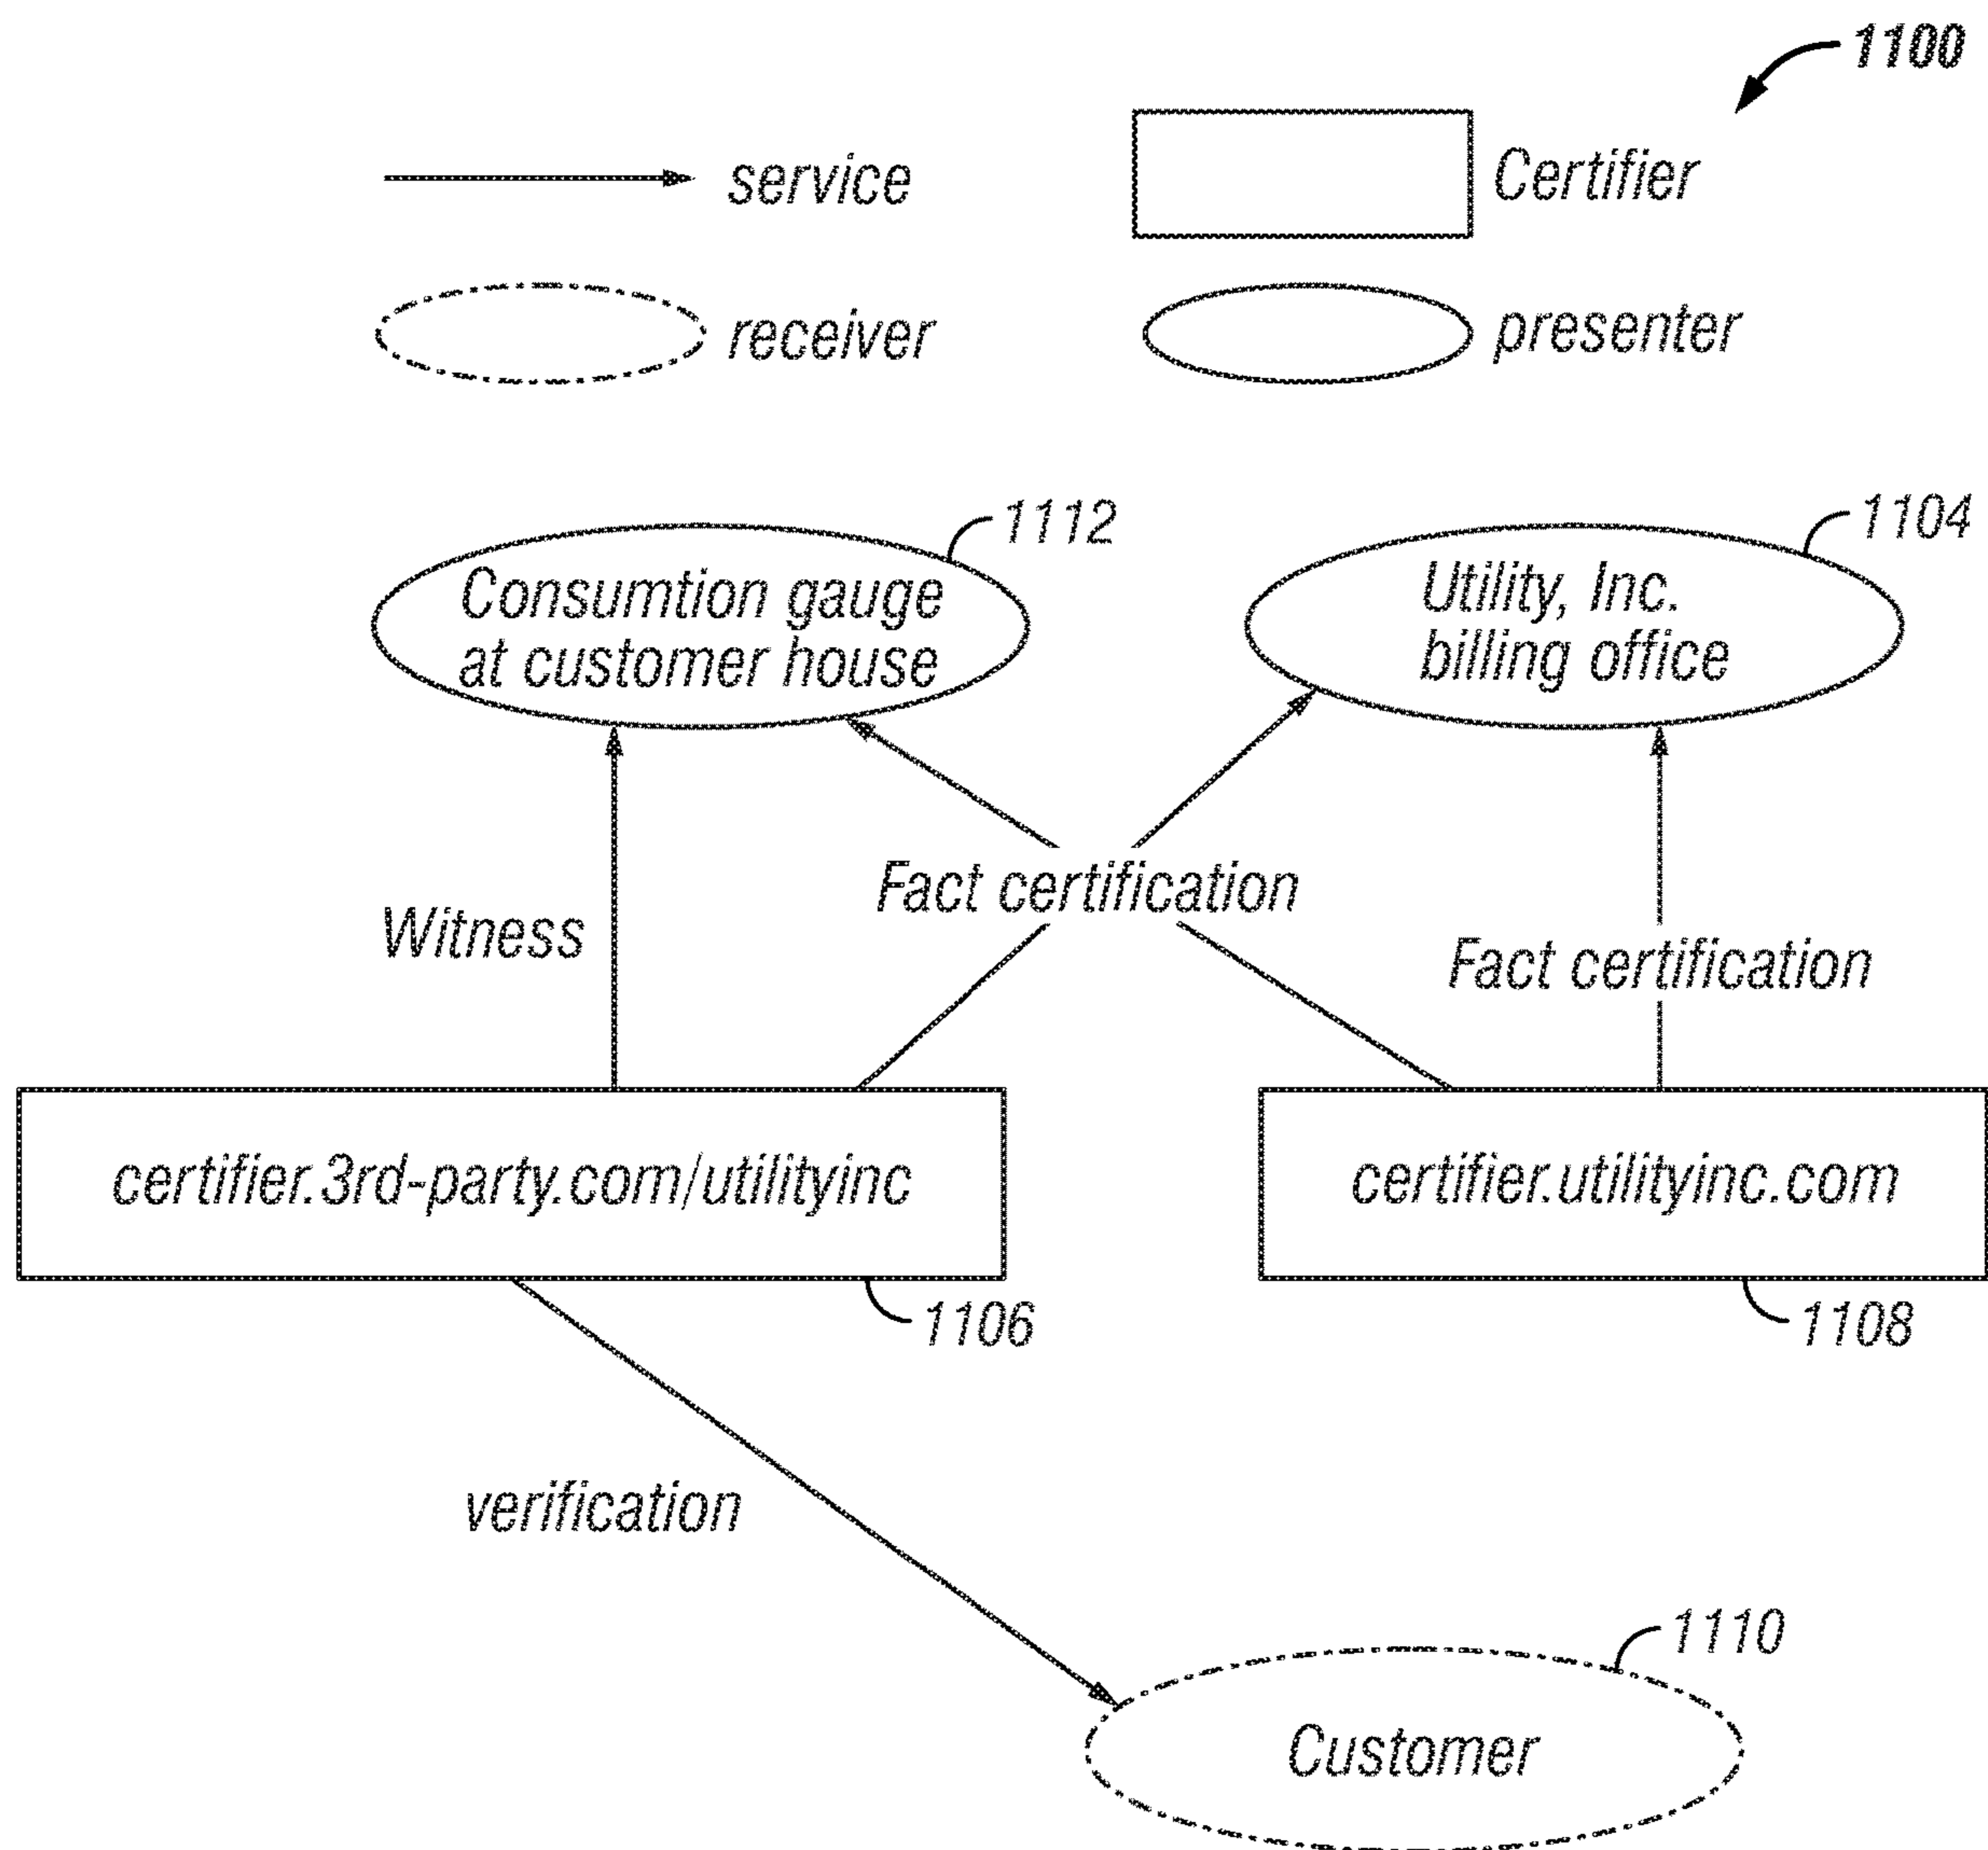 1100
service
Certifier
receiver
presenter
1112
1104
Consumtion gauge
at customer house
Utility, Inc.
billing office
Witness
Fact certification
Fact certification
certifier.3rd-party.com/utilityinc
certifier.utilityinc.com
1106
1108
verification
1110
Customer